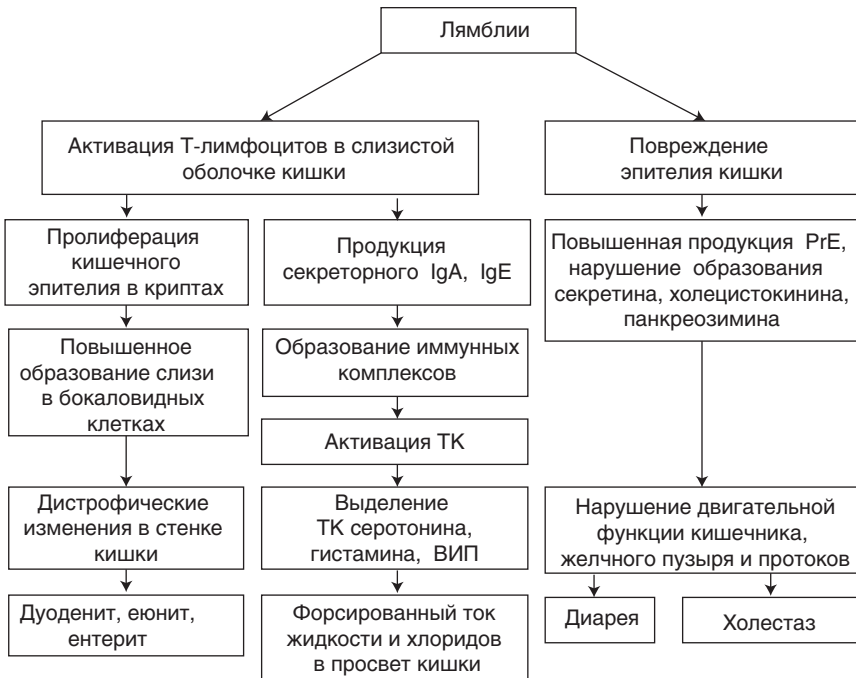 Лямблии
Активация Т-лимфоцитов в слизистой
оболочке кишки
Повреждение
эпителия кишки
Пролиферация
кишечного
эпителия в криптах
Продукция
секреторного IgA, IgE
Повышенная продукция PrE,
нарушение образования
секретина, холецистокинина,
панкреозимина
Повышенное
образование слизи
в бокаловидных
клетках
Образование иммунных
комплексов
Активация ТК
Дистрофические
изменения в стенке
кишки
Выделение
ТК серотонина,
гистамина, ВИП
Нарушение двигательной
функции кишечника,
желчного пузыря и протоков
Дуоденит, еюнит,
ентерит
Форсированный ток
жидкости и хлоридов
в просвет кишки
Диарея
Холестаз